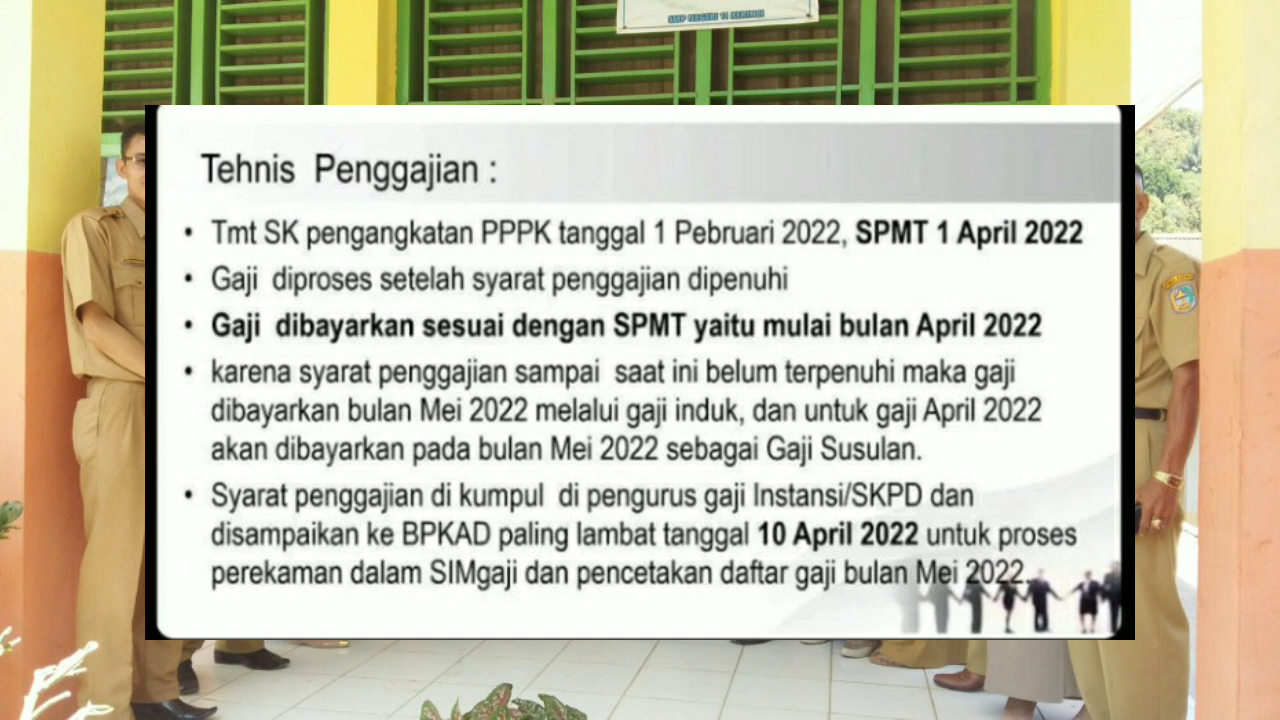 SMP NEGERI 11 KERINCI
Tehnis Penggajian :
• Tmt SK pengangkatan PPPK tanggal 1 Pebruari 2022, SPMT 1 April 2022
• Gaji diproses setelah syarat penggajian dipenuhi
• Gaji dibayarkan sesuai dengan SPMT yaitu mulai bulan April 2022
• karena syarat penggajian sampai saat ini belum terpenuhi maka gaji
dibayarkan bulan Mei 2022 melalui gaji induk, dan untuk gaji April 2022
akan dibayarkan pada bulan Mei 2022 sebagai Gaji Susulan.
• Syarat penggajian di kumpul di pengurus gaji Instansi/SKPD dan
disampaikan ke BPKAD paling lambat tanggal 10 April 2022 untuk proses
perekaman dalam SIMgaji dan pencetakan daftar gaji bulan Mei 2022.